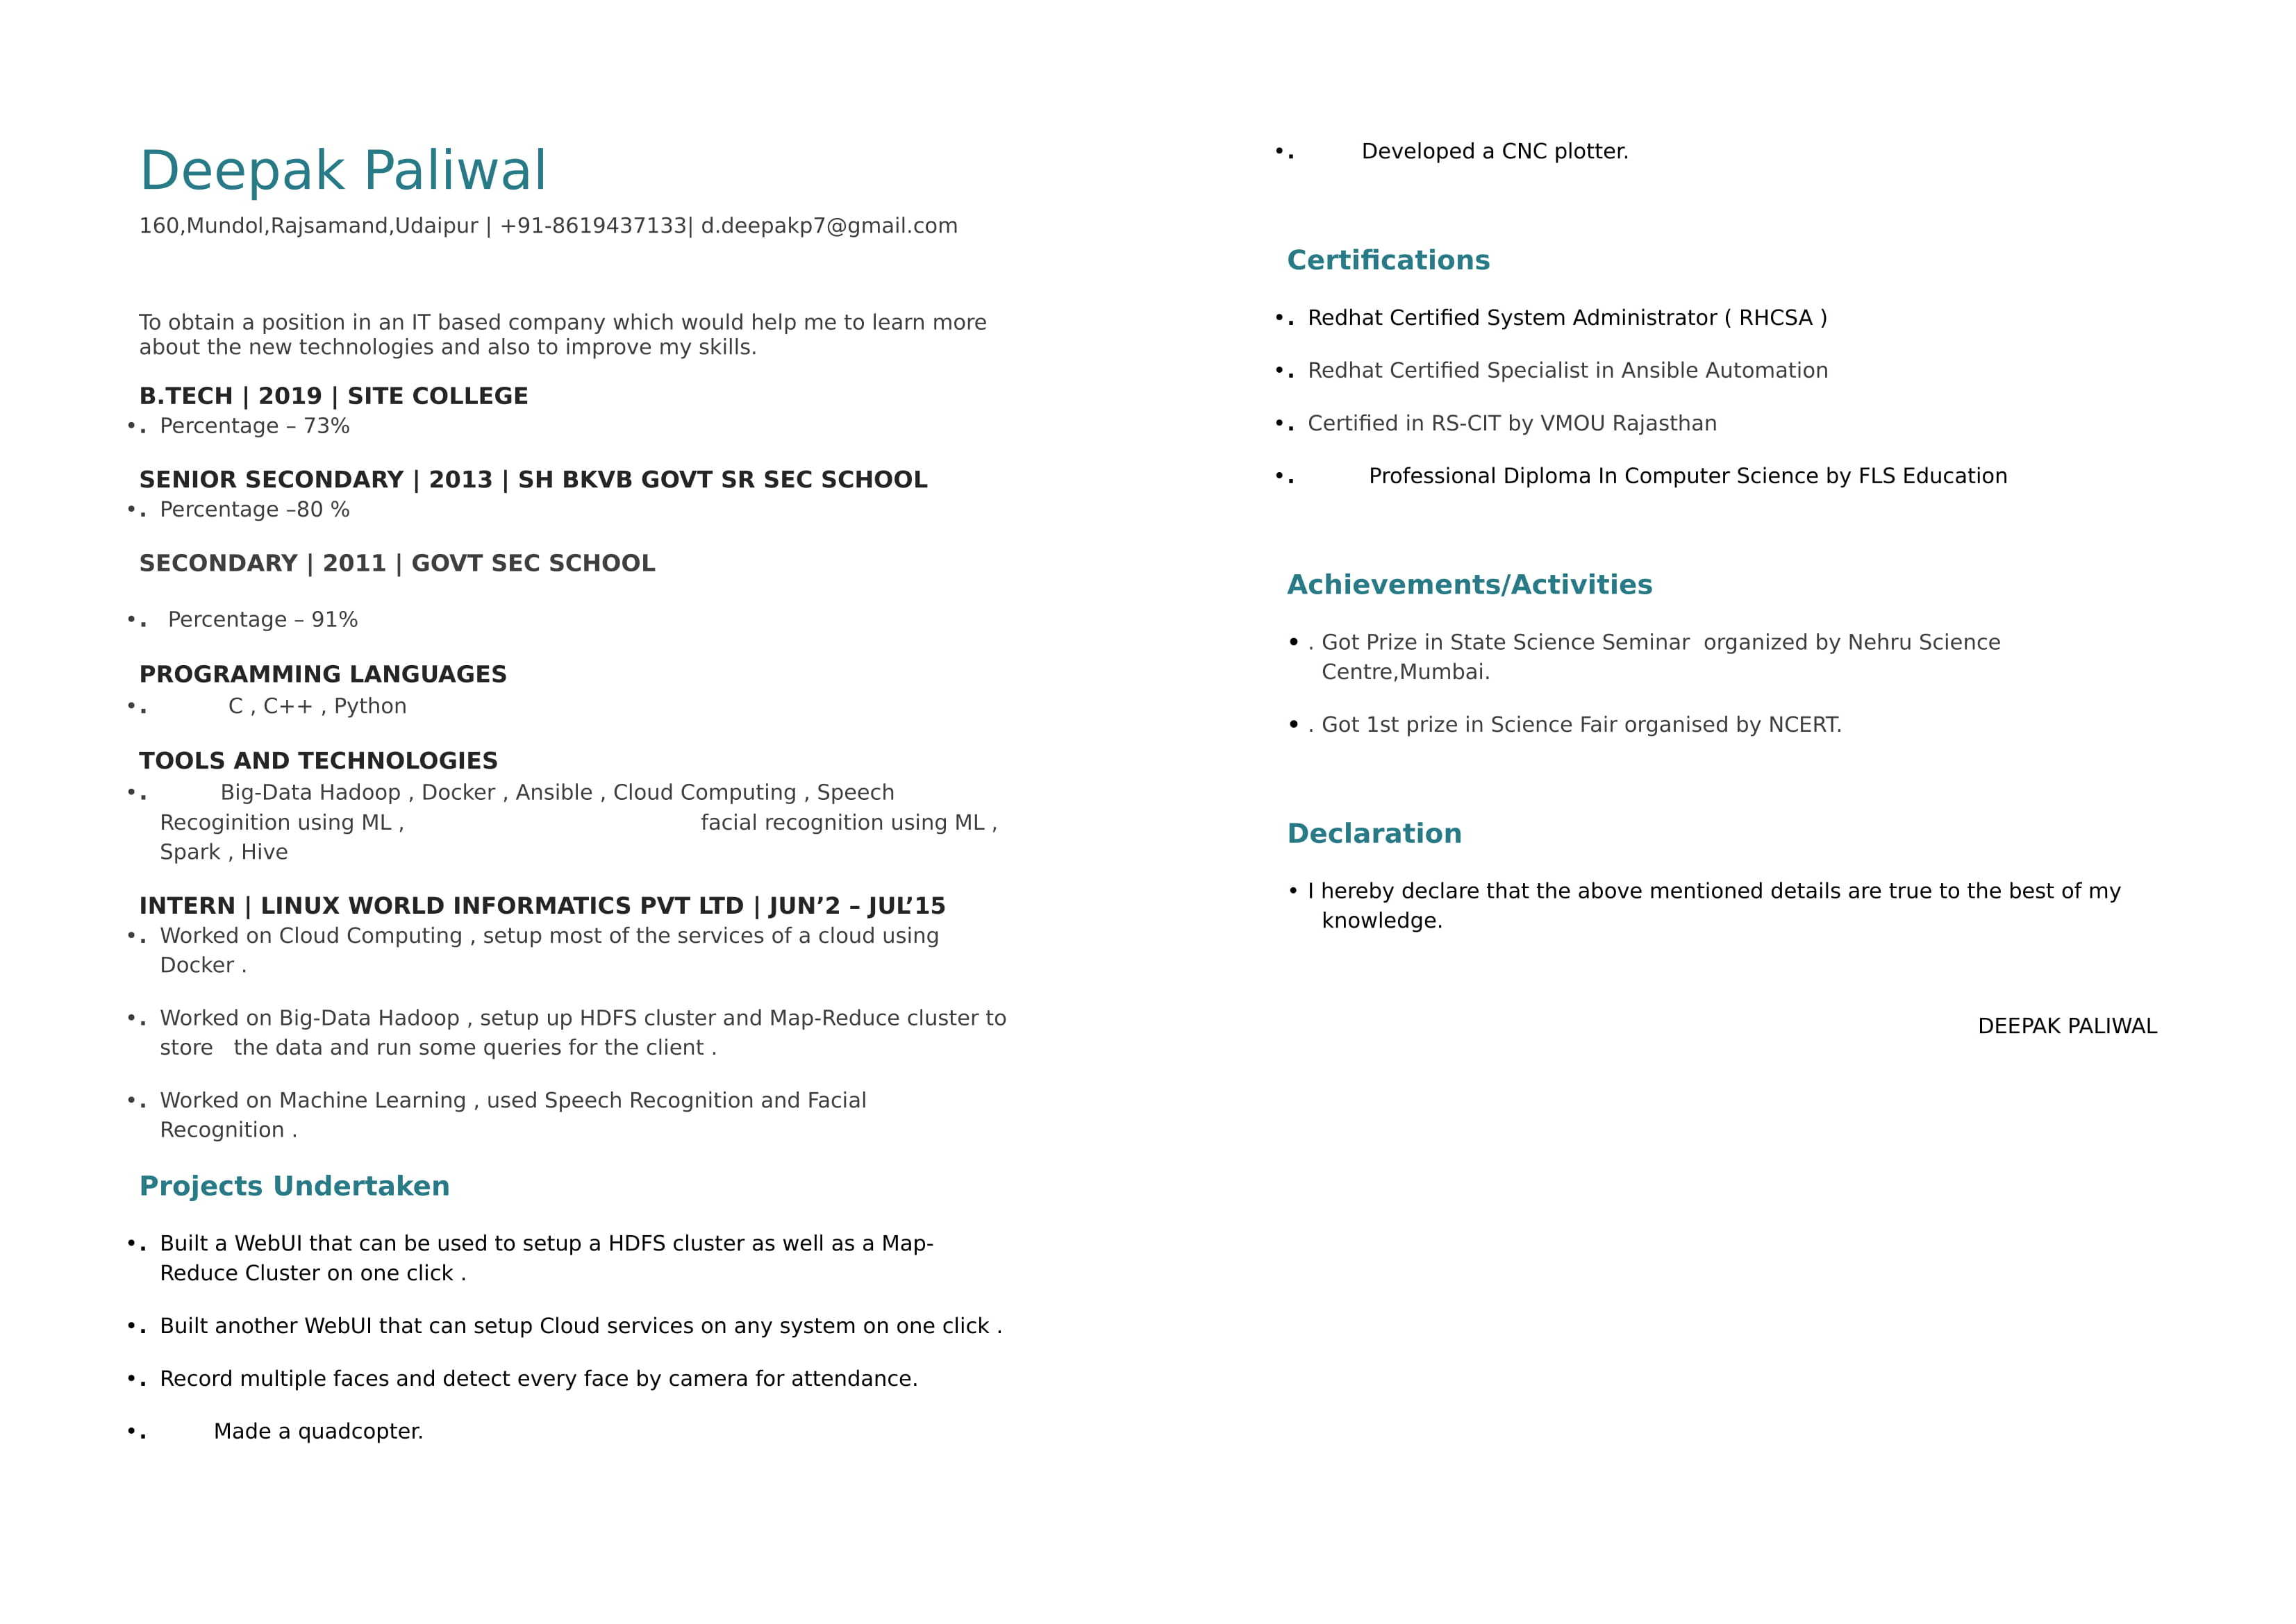 Deepak Paliwal
160,Mundol,Rajsamand,Udaipur | +91-8619437133| d.deepakp7@gmail.com
To obtain a position in an IT based company which would help me to learn more
about the new technologies and also to improve my skills.
B.TECH | 2019 | SITE COLLEGE
•. Percentage – 73%
SENIOR SECONDARY | 2013 | SH BKVB GOVT SR SEC SCHOOL
•. Percentage –80 %
SECONDARY | 2011 | GOVT SEC SCHOOL
•. Percentage – 91%
PROGRAMMING LANGUAGES
•. C , C++ , Python
TOOLS AND TECHNOLOGIES
•. Big-Data Hadoop , Docker , Ansible , Cloud Computing , Speech
Recoginition using ML , facial recognition using ML ,
Spark , Hive
INTERN | LINUX WORLD INFORMATICS PVT LTD | JUN’2 – JUL’15
•. Worked on Cloud Computing , setup most of the services of a cloud using
Docker .
•. Worked on Big-Data Hadoop , setup up HDFS cluster and Map-Reduce cluster to
store the data and run some queries for the client .
•. Worked on Machine Learning , used Speech Recognition and Facial
Recognition .
Projects Undertaken
•. Built a WebUI that can be used to setup a HDFS cluster as well as a Map-
Reduce Cluster on one click .
•. Built another WebUI that can setup Cloud services on any system on one click .
•. Record multiple faces and detect every face by camera for attendance.
•. Made a quadcopter.
•. Developed a CNC plotter.
Certifications
•. Redhat Certified System Administrator ( RHCSA )
•. Redhat Certified Specialist in Ansible Automation
•. Certified in RS-CIT by VMOU Rajasthan
•. Professional Diploma In Computer Science by FLS Education
Achievements/Activities
• . Got Prize in State Science Seminar organized by Nehru Science
Centre,Mumbai.
• . Got 1st prize in Science Fair organised by NCERT.
Declaration
• I hereby declare that the above mentioned details are true to the best of my
knowledge.
DEEPAK PALIWAL